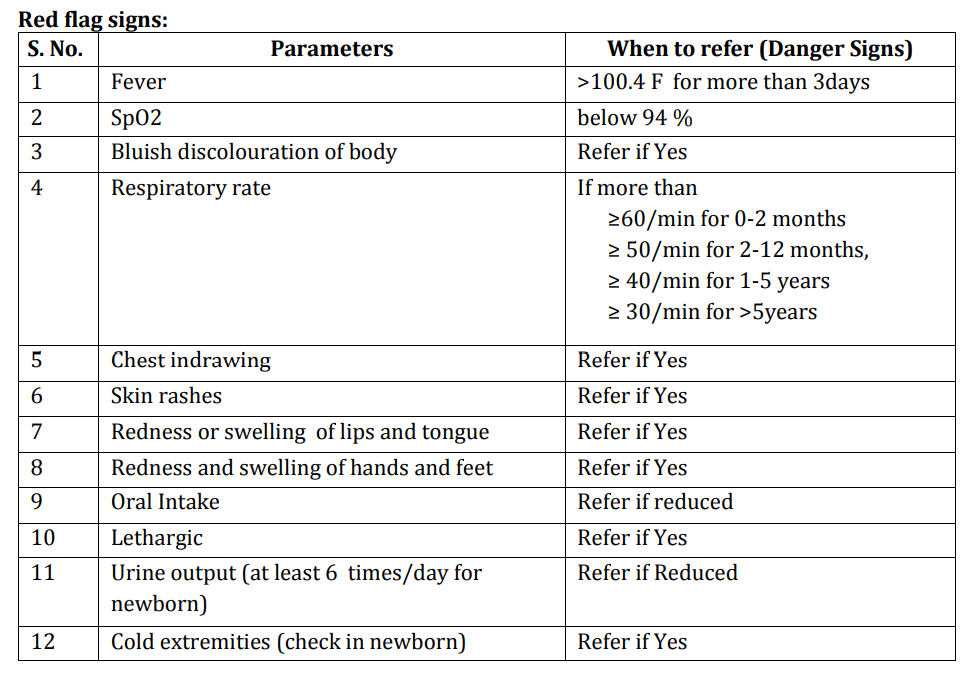 Red flag signs:
S. No. Parameters When to refer (Danger Signs)
1 Fever >100.4 F for more than 3days
2 SpO2 below 94 %
3 Bluish discolouration of body Refer if Yes
4 Respiratory rate If more than
≥60/min for 0-2 months
≥ 50/min for 2-12 months,
≥ 40/min for 1-5 years
≥ 30/min for >5years
5 Chest indrawing Refer if Yes
6 Skin rashes Refer if Yes
7 Redness or swelling of lips and tongue Refer if Yes
8 Redness and swelling of hands and feet Refer if Yes
9 Oral Intake Refer if reduced
10 Lethargic Refer if Yes
11 Urine output (at least 6 times/day for Refer if Reduced
newborn)
12 Cold extremities (check in newborn) Refer if Yes